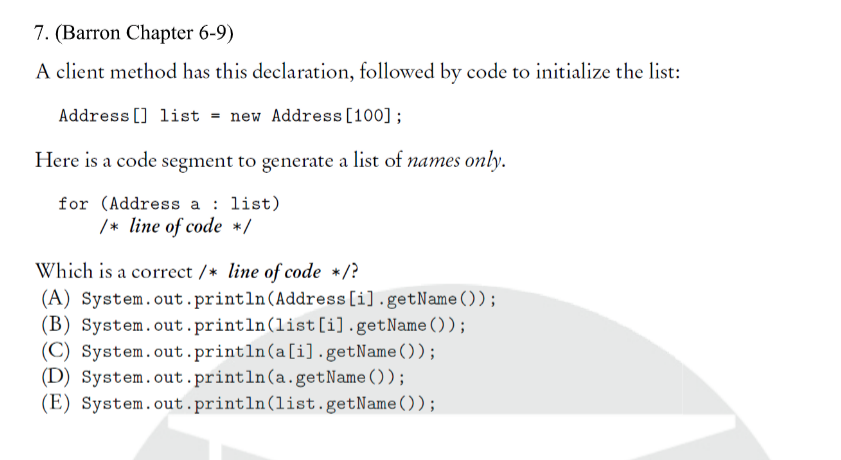 7. (Barron Chapter 6-9)
A client method has this declaration, followed by code to initialize the list:
Address[] list = new Address[100];
Here is a code segment to generate a list of names only.
for (Address a : list)
/* line of code */
Which is a correct /* line of code */?
(A) System.out.println(Address[i].getName());
(B) System.out.println(list[i].getName());
(C) System.out.println(a[i].getName());
(D) System.out.println(a.getName());
(E) System.out.println(list.getName());